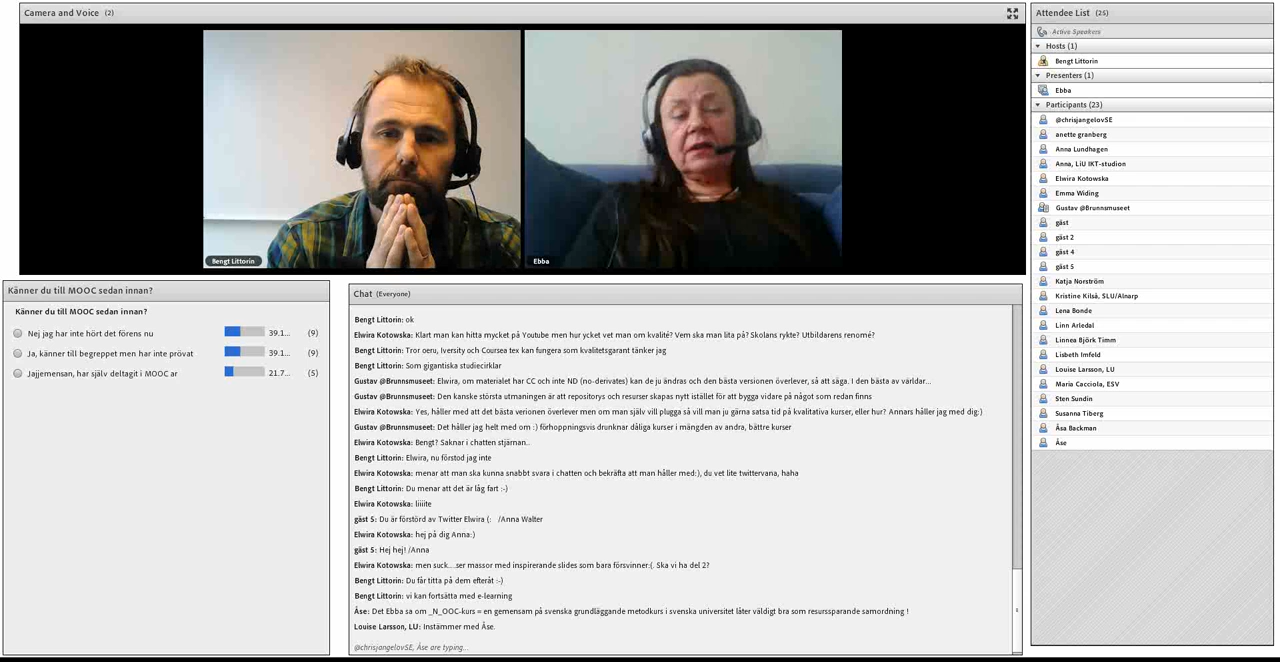 Camera and Voice (2)
Bengt Littorin
Ebba
Känner du till MOOC sedan innan?
Känner du till MOOC sedan innan?
Nej jag har inte hört det förens nu 39.1... (9)
Ja, känner till begreppet men har inte prövat 39.1... (9)
Jajjemensan, har själv deltagit i MOOC ar 21.7... (5)
Chat (Everyone)
Bengt Littorin: ok
Elwira Kotowska: Klart man kan hitta mycket på Youtube men hur ycket vet man om kvalité? Vem ska man lita på? Skolans rykte? Utbildarens renomé?
Bengt Littorin: Tror oeru, Iversity och Coursea tex kan fungera som kvalitetsgarant tänker jag
Bengt Littorin: Som gigantiska studiecirklar
Gustav @Brunnsmuseet: Elwira, om materialet har CC och inte ND (no-derivates) kan de ju ändras och den bästa versionen överlever, så att säga. I den bästa av världar...
Gustav @Brunnsmuseet: Den kanske största utmaningen är att repositorys och resurser skapas nytt istället för att bygga vidare på något som redan finns
Elwira Kotowska: Yes, håller med att det bästa verionen överlever men om man själv vill plugga så vill man ju gärna satsa tid på kvalitativa kurser, eller hur? Annars håller jag med dig:)
Gustav @Brunnsmuseet: Det håller jag helt med om :) förhoppningsvis drunknar dåliga kurser i mängden av andra, bättre kurser
Elwira Kotowska: Bengt? Saknar i chatten stjärnan..
Bengt Littorin: Elwira, nu förstod jag inte
Elwira Kotowska: menar att man ska kunna snabbt svara i chatten och bekräfta att man håller med:), du vet lite twittervana, haha
Bengt Littorin: Du menar att det är låg fart :-)
Elwira Kotowska: liiiite
gäst 5: Du är förstörd av Twitter Elwira (: /Anna Walter
Elwira Kotowska: hej på dig Anna:)
gäst 5: Hej hej! /Anna
Elwira Kotowska: men suck....ser massor med inspirerande slides som bara försvinner:(. Ska vi ha del 2?
Bengt Littorin: Du får titta på dem efteråt :-)
Bengt Littorin: vi kan fortsätta med e-learning
Åse: Det Ebba sa om _N_OOC-kurs = en gemensam på svenska grundläggande metodkurs i svenska universitet låter väldigt bra som resurssparande samordning !
Louise Larsson, LU: Instämmer med Åse.
@chrisjangelovSE, Åse are typing...
Attendee List (25)
Active Speakers
Hosts (1)
Bengt Littorin
Presenters (1)
Ebba
Participants (23)
@chrisjangelovSE
anette granberg
Anna Lundhagen
Anna, LiU IKT-studion
Elwira Kotowska
Emma Widing
Gustav @Brunnsmuseet
gäst
gäst 2
gäst 4
gäst 5
Katja Norström
Kristine Kilså, SLU/Alnarp
Lena Bonde
Linn Arledal
Linnea Björk Timm
Lisbeth Imfeld
Louise Larsson, LU
Maria Cacciola, ESV
Sten Sundin
Susanna Tiberg
Åsa Backman
Åse